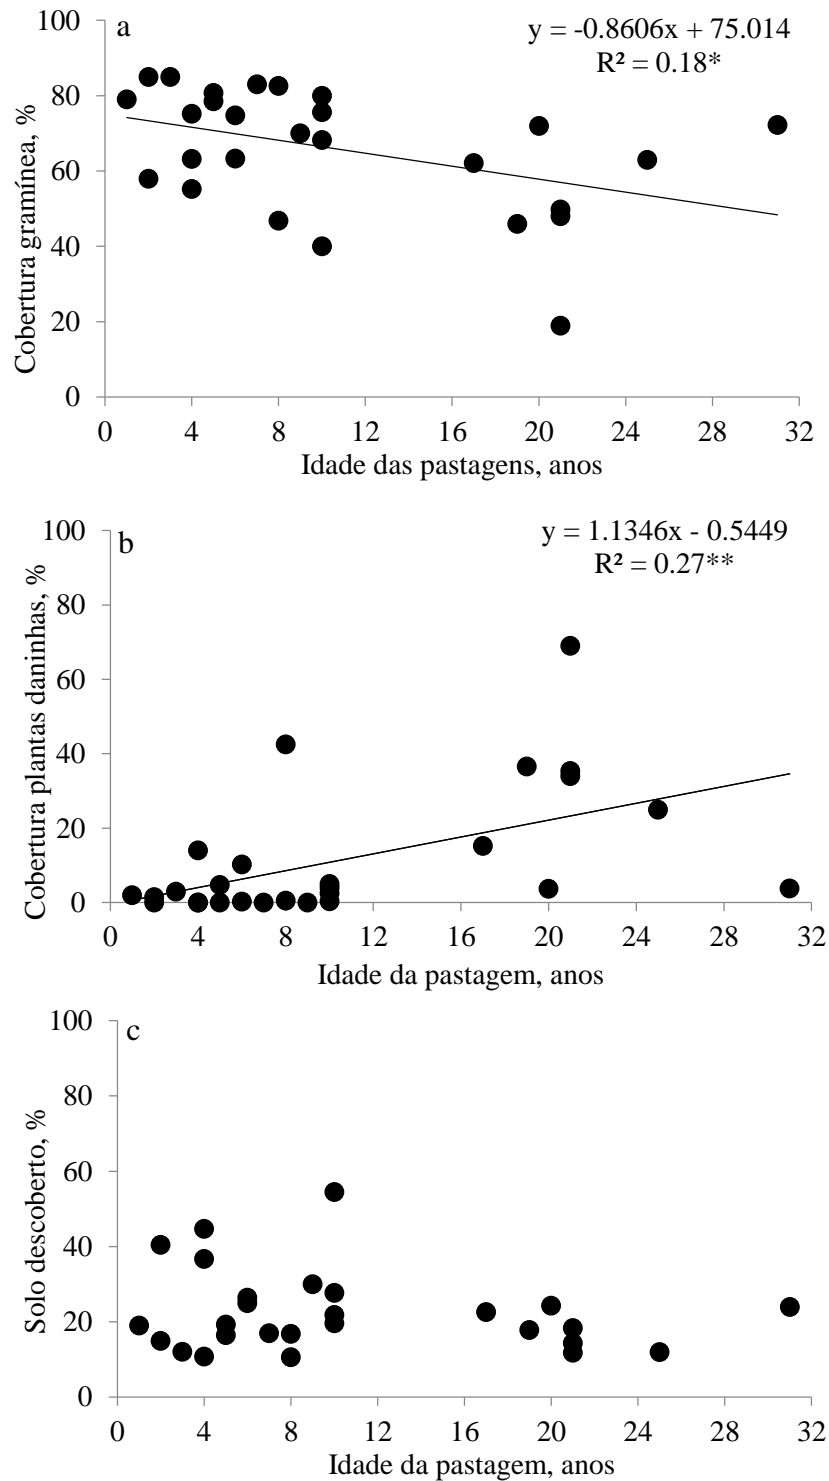 a
y = -0.8606x + 75.014
R² = 0.18*
Cobertura gramínea, %
100
80
60
40
20
0
0 4 8 12 16 20 24 28 32
Idade das pastagens, anos
b
y = 1.1346x - 0.5449
R² = 0.27**
Cobertura plantas daninhas, %
100
80
60
40
20
0
0 4 8 12 16 20 24 28 32
Idade da pastagem, anos
c
Solo descoberto, %
100
80
60
40
20
0
0 4 8 12 16 20 24 28 32
Idade da pastagem, anos